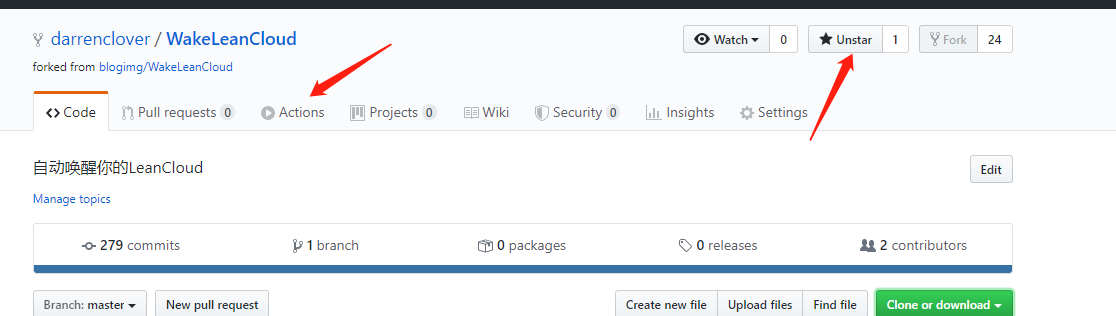 darrenclover / WakeLeanCloud Watch 0 Unstar 1 Fork 24
forked from blogimg/WakeLeanCloud
Code Pull requests 0 Actions Projects 0 Wiki Security 0 Insights Settings
自动唤醒你的LeanCloud Edit
Manage topics
279 commits 1 branch 0 packages 0 releases 2 contributors
Branch: master New pull request Create new file Upload files Find file Clone or download